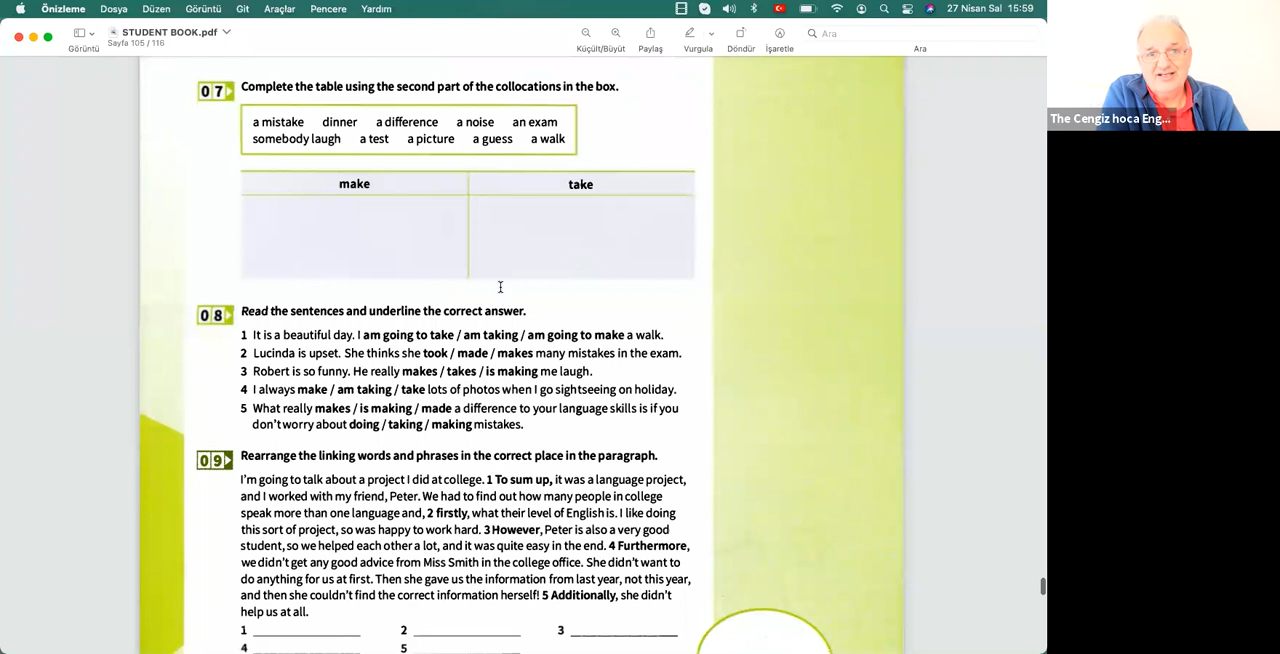 Önizleme Dosya Düzen Görüntü Git Araçlar Pencere Yardım 27 Nisan Sal 15:59
STUDENT BOOK.pdf
Sayfa 105 / 116
Görüntü Küçült/Büyüt Paylaş Vurgula Döndür İşaretle Ara Ara
The Cengiz hoca Eng...
07 Complete the table using the second part of the collocations in the box.
a mistake dinner a difference a noise an exam
somebody laugh a test a picture a guess a walk
make take
08 Read the sentences and underline the correct answer.
1 It is a beautiful day. I am going to take / am taking / am going to make a walk.
2 Lucinda is upset. She thinks she took / made / makes many mistakes in the exam.
3 Robert is so funny. He really makes / takes / is making me laugh.
4 I always make / am taking / take lots of photos when I go sightseeing on holiday.
5 What really makes / is making / made a difference to your language skills is if you
don't worry about doing / taking / making mistakes.
09 Rearrange the linking words and phrases in the correct place in the paragraph.
I'm going to talk about a project I did at college. 1 To sum up, it was a language project,
and I worked with my friend, Peter. We had to find out how many people in college
speak more than one language and, 2 firstly, what their level of English is. I like doing
this sort of project, so was happy to work hard. 3 However, Peter is also a very good
student, so we helped each other a lot, and it was quite easy in the end. 4 Furthermore,
we didn't get any good advice from Miss Smith in the college office. She didn't want to
do anything for us at first. Then she gave us the information from last year, not this year,
and then she couldn't find the correct information herself! 5 Additionally, she didn't
help us at all.
1 ____________ 2 ____________ 3 ____________
4 ____________ 5 ____________